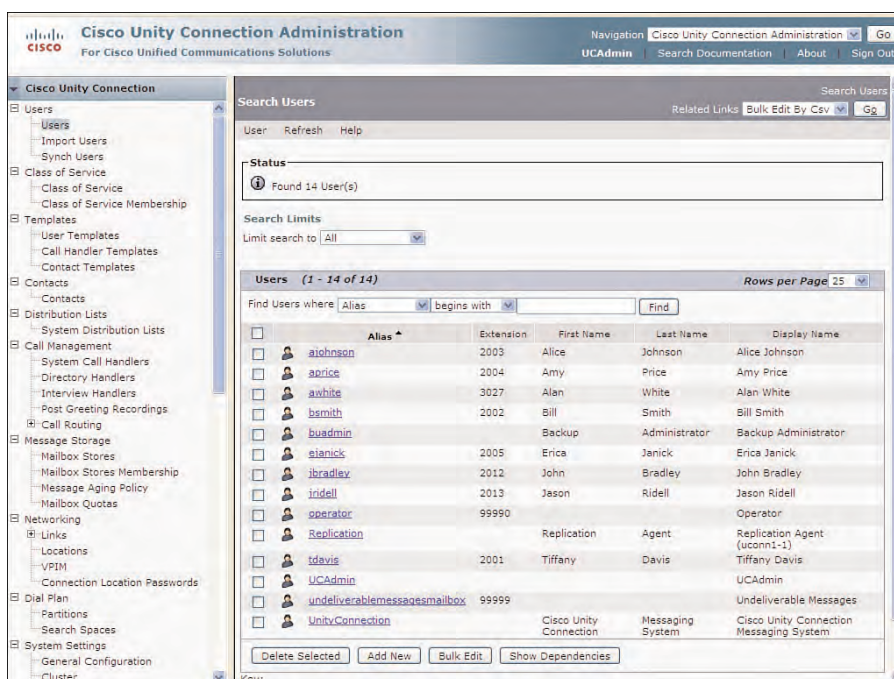 cisco
Cisco Unity Connection Administration
For Cisco Unified Communications Solutions
Navigation Cisco Unity Connection Administration Go
UCAdmin | Search Documentation | About | Sign Out
Cisco Unity Connection
Users
Users
Import Users
Synch Users
Class of Service
Class of Service
Class of Service Membership
Templates
User Templates
Call Handler Templates
Contact Templates
Contacts
Contacts
Distribution Lists
System Distribution Lists
Call Management
System Call Handlers
Directory Handlers
Interview Handlers
Post Greeting Recordings
Call Routing
Message Storage
Mailbox Stores
Mailbox Stores Membership
Message Aging Policy
Mailbox Quotas
Networking
Links
Locations
VPIM
Connection Location Passwords
Dial Plan
Partitions
Search Spaces
System Settings
General Configuration
Cluster
Search Users
Search Users
Related Links Bulk Edit By Csv Go
User Refresh Help
Status
Found 14 User(s)
Search Limits
Limit search to All
Users (1 - 14 of 14) Rows per Page 25
Find Users where Alias begins with Find
Alias Extension First Name Last Name Display Name
ajohnson 2003 Alice Johnson Alice Johnson
aprice 2004 Amy Price Amy Price
awhite 3027 Alan White Alan White
bsmith 2002 Bill Smith Bill Smith
buadmin Backup Administrator Backup Administrator
ejanick 2005 Erica Janick Erica Janick
jbradley 2012 John Bradley John Bradley
jridell 2013 Jason Ridell Jason Ridell
operator 99990 Operator
Replication Replication Agent Replication Agent
(uconn1-1)
tdavis 2001 Tiffany Davis Tiffany Davis
UCAdmin UCAdmin
undeliverablemessagesmailbox 99999 Undeliverable Messages
UnityConnection Cisco Unity Messaging Cisco Unity Connection
Connection System Messaging System
Delete Selected Add New Bulk Edit Show Dependencies